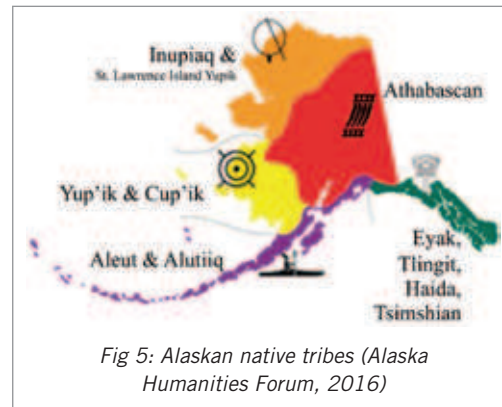 Inupiaq &
St. Lawrence Island Yupik
Athabascan
Yup'ik & Cup'ik
Aleut & Alutiiq
Eyak,
Tlingit,
Haida,
Tsimshian
Fig 5: Alaskan native tribes (Alaska
Humanities Forum, 2016)